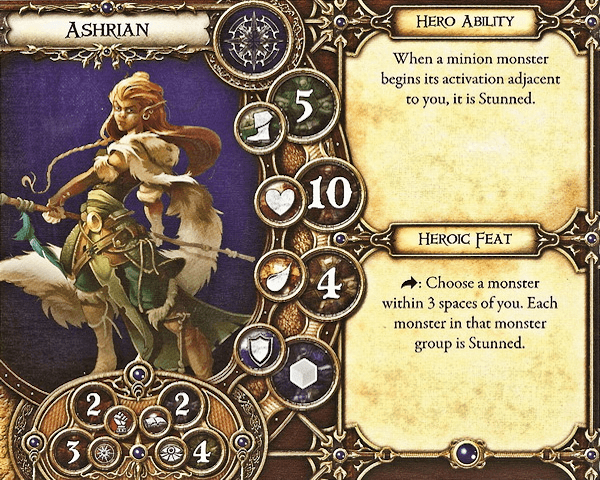 ASHRIAN
5
10
4
2 2
3 4
HERO ABILITY
When a minion monster
begins its activation adjacent
to you, it is Stunned.
HEROIC FEAT
: Choose a monster
within 3 spaces of you. Each
monster in that monster
group is Stunned.